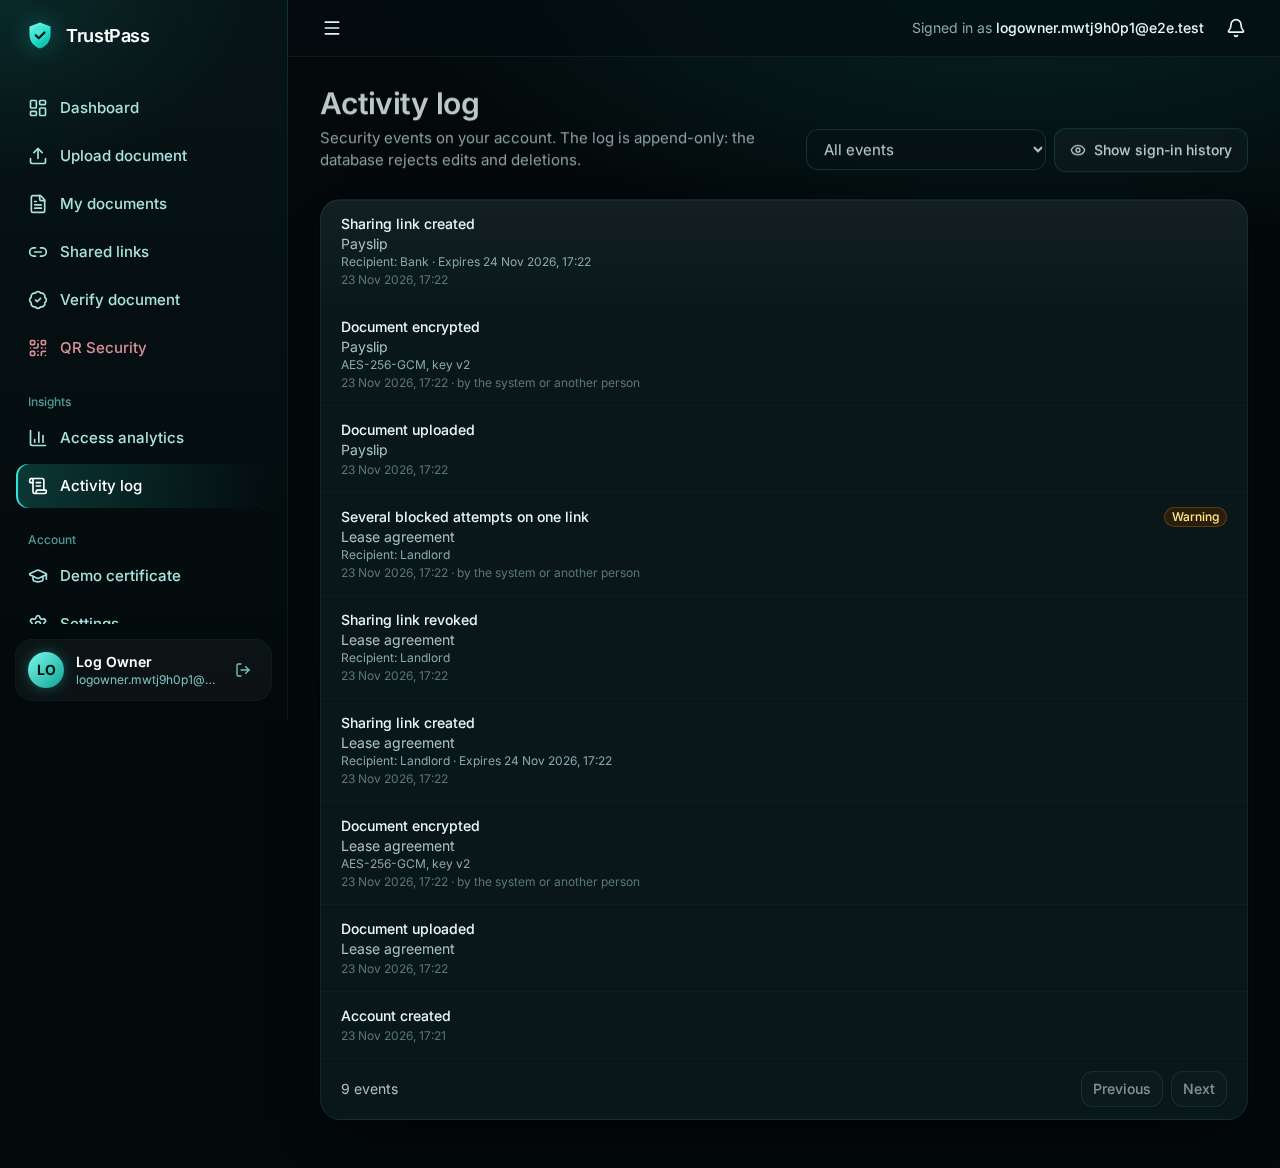 TrustPass
Dashboard
Upload document
My documents
Shared links
Verify document
QR Security
Insights
Access analytics
Activity log
Account
Demo certificate
Settings
LO
Log Owner
logowner.mwtj9h0p1@...
Signed in as logowner.mwtj9h0p1@e2e.test
Activity log
Security events on your account. The log is append-only: the
database rejects edits and deletions.
All events
Show sign-in history
Sharing link created
Payslip
Recipient: Bank · Expires 24 Nov 2026, 17:22
23 Nov 2026, 17:22
Document encrypted
Payslip
AES-256-GCM, key v2
23 Nov 2026, 17:22 · by the system or another person
Document uploaded
Payslip
23 Nov 2026, 17:22
Several blocked attempts on one link
Warning
Lease agreement
Recipient: Landlord
23 Nov 2026, 17:22 · by the system or another person
Sharing link revoked
Lease agreement
Recipient: Landlord
23 Nov 2026, 17:22
Sharing link created
Lease agreement
Recipient: Landlord · Expires 24 Nov 2026, 17:22
23 Nov 2026, 17:22
Document encrypted
Lease agreement
AES-256-GCM, key v2
23 Nov 2026, 17:22 · by the system or another person
Document uploaded
Lease agreement
23 Nov 2026, 17:22
Account created
23 Nov 2026, 17:21
9 events
Previous
Next